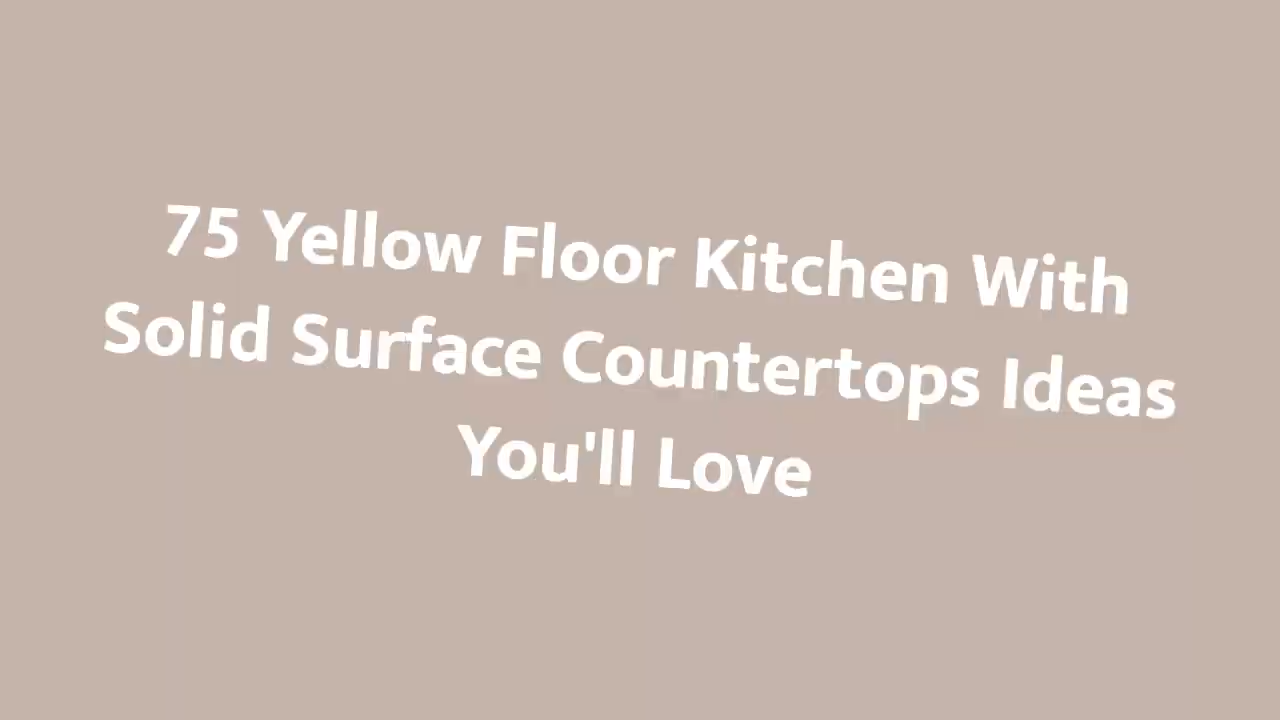 75 Yellow Floor Kitchen With
Solid Surface Countertops Ideas
You'll Love